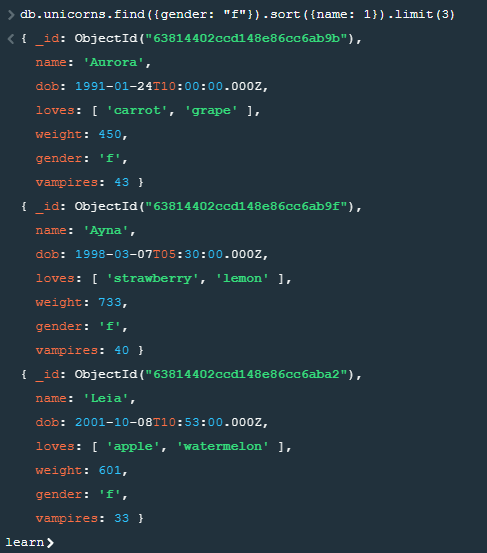 > db.unicorns.find({gender: "f"}).sort({name: 1}).limit(3)
< { _id: ObjectId("63814402ccd148e86cc6ab9b"),
name: 'Aurora',
dob: 1991-01-24T10:00:00.000Z,
loves: [ 'carrot', 'grape' ],
weight: 450,
gender: 'f',
vampires: 43 }
{ _id: ObjectId("63814402ccd148e86cc6ab9f"),
name: 'Ayna',
dob: 1998-03-07T05:30:00.000Z,
loves: [ 'strawberry', 'lemon' ],
weight: 733,
gender: 'f',
vampires: 40 }
{ _id: ObjectId("63814402ccd148e86cc6aba2"),
name: 'Leia',
dob: 2001-10-08T10:53:00.000Z,
loves: [ 'apple', 'watermelon' ],
weight: 601,
gender: 'f',
vampires: 33 }
learn>